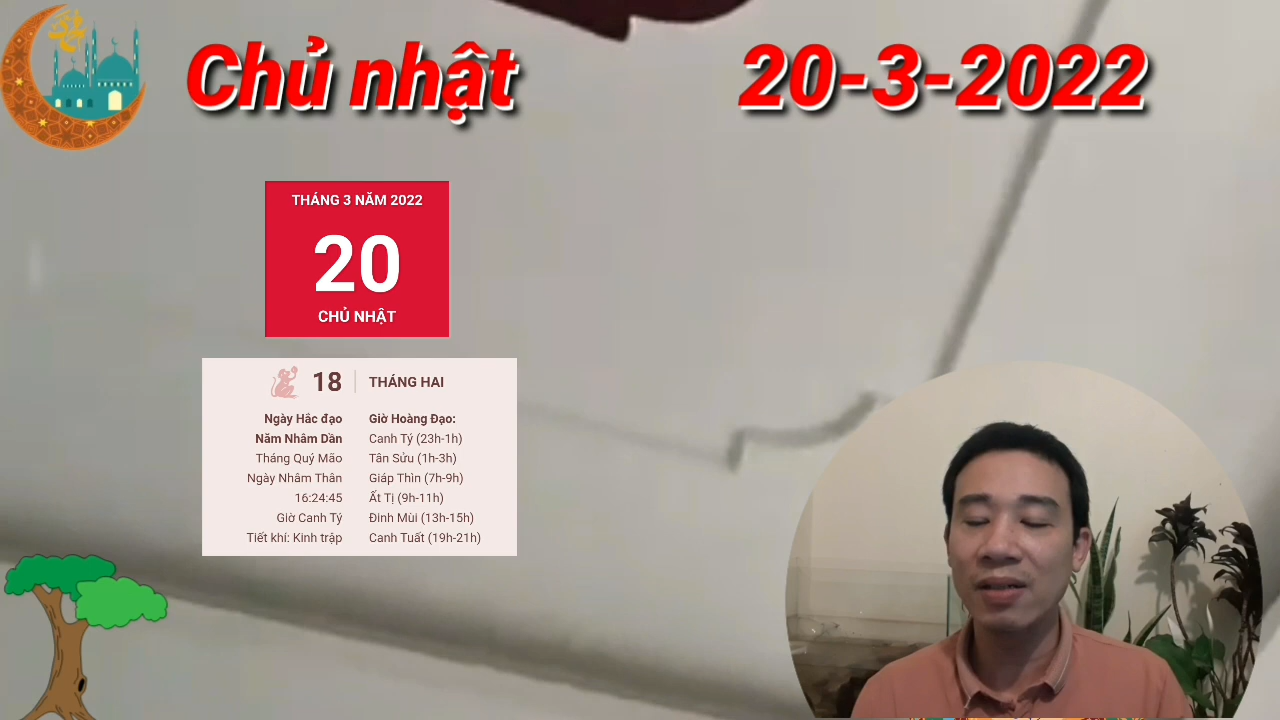 Chủ nhật 20-3-2022
THÁNG 3 NĂM 2022
20
CHỦ NHẬT
18 THÁNG HAI
Ngày Hắc đạo
Năm Nhâm Dần
Tháng Quý Mão
Ngày Nhâm Thân
16:24:45
Giờ Canh Tý
Tiết khí: Kinh trập
Giờ Hoàng Đạo:
Canh Tý (23h-1h)
Tân Sửu (1h-3h)
Giáp Thìn (7h-9h)
Ất Tị (9h-11h)
Đinh Mùi (13h-15h)
Canh Tuất (19h-21h)